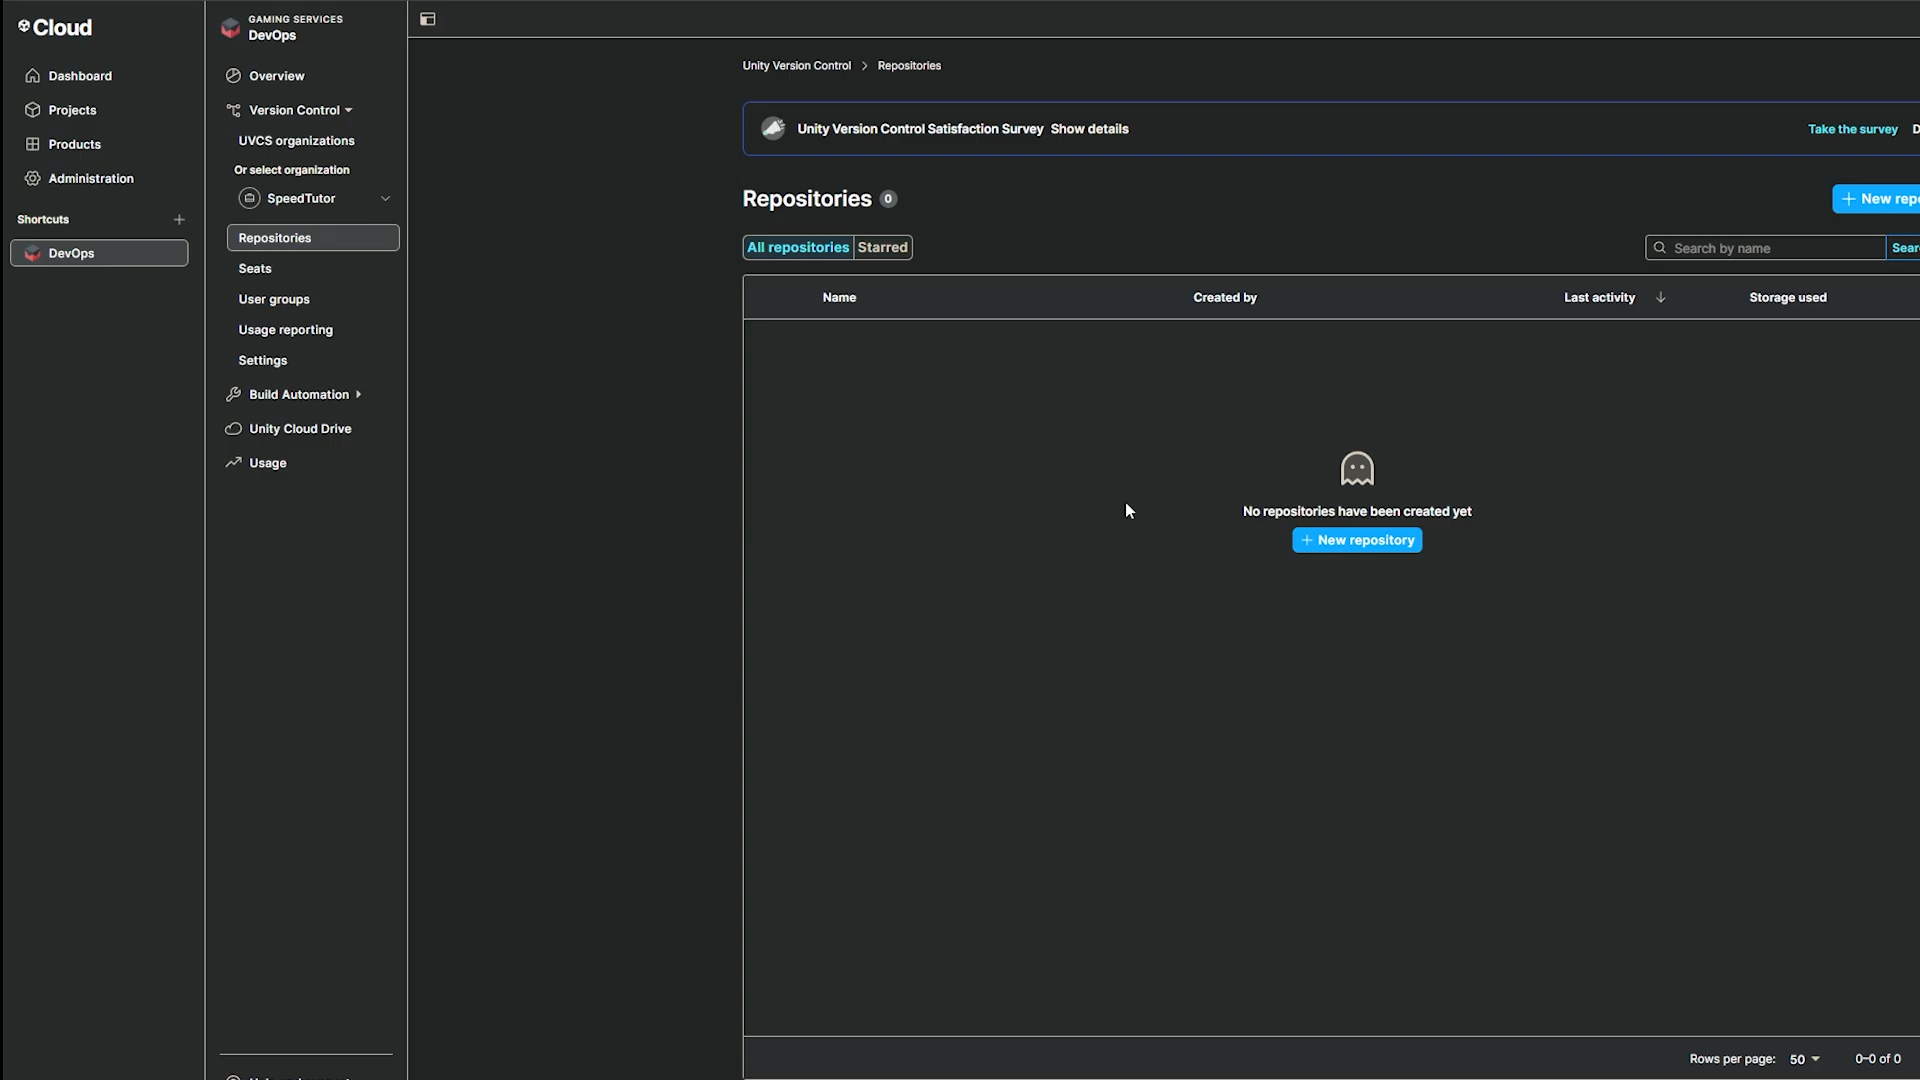 Cloud
Dashboard
Projects
Products
Administration
Shortcuts
DevOps
GAMING SERVICES
DevOps
Overview
Version Control
UVCS organizations
Or select organization
SpeedTutor
Repositories
Seats
User groups
Usage reporting
Settings
Build Automation
Unity Cloud Drive
Usage
Unity Version Control > Repositories
Unity Version Control Satisfaction Survey Show details
Take the survey D
Repositories 0
+ New repo
All repositories Starred
Search by name
Sear
Name Created by Last activity Storage used
No repositories have been created yet
+ New repository
Rows per page: 50 0–0 of 0